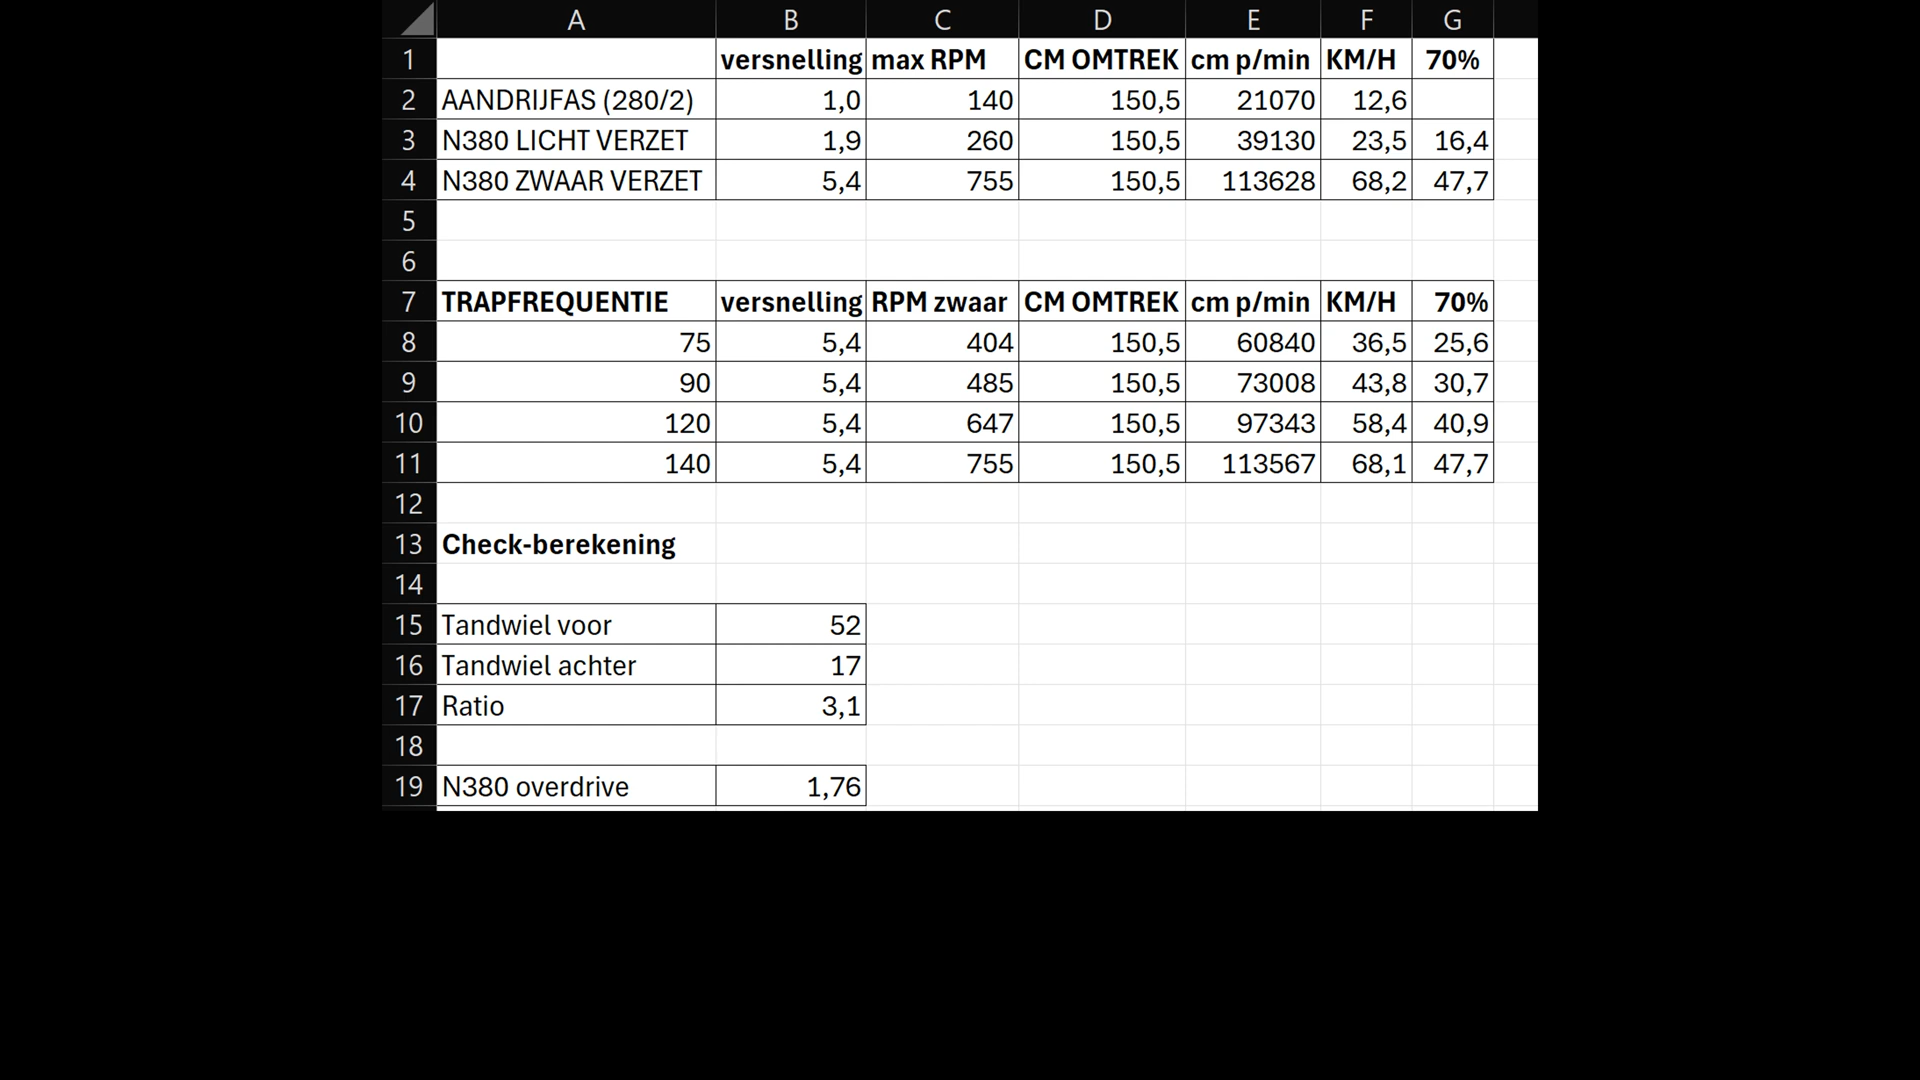 A B C D E F G
1 versnelling max RPM CM OMTREK cm p/min KM/H 70%
2 AANDRIJFAS (280/2) 1,0 140 150,5 21070 12,6
3 N380 LICHT VERZET 1,9 260 150,5 39130 23,5 16,4
4 N380 ZWAAR VERZET 5,4 755 150,5 113628 68,2 47,7
5
6
7 TRAPFREQUENTIE versnelling RPM zwaar CM OMTREK cm p/min KM/H 70%
8 75 5,4 404 150,5 60840 36,5 25,6
9 90 5,4 485 150,5 73008 43,8 30,7
10 120 5,4 647 150,5 97343 58,4 40,9
11 140 5,4 755 150,5 113567 68,1 47,7
12
13 Check-berekening
14
15 Tandwiel voor 52
16 Tandwiel achter 17
17 Ratio 3,1
18
19 N380 overdrive 1,76